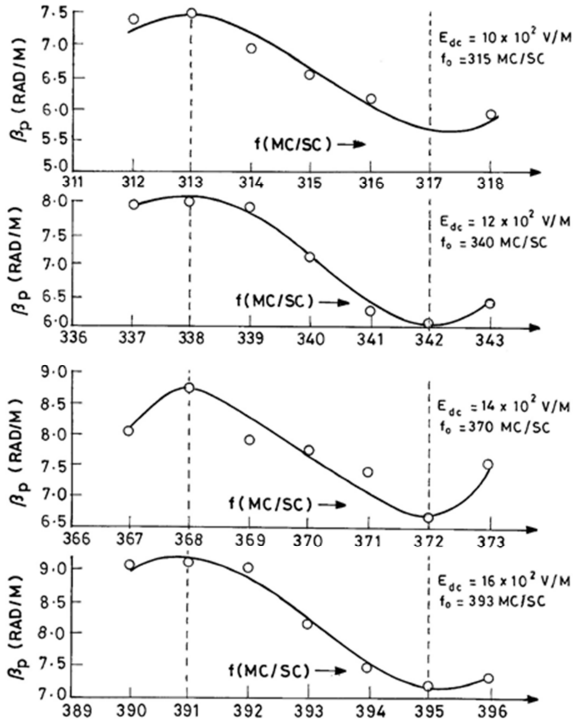 7.5
7.0
6.5
6.0
5.5
5.0
βp (RAD/M)
Edc = 10 x 10² V/M
fo = 315 MC/SC
f(MC/SC) →
311 312 313 314 315 316 317 318
8.0
7.5
7.0
6.5
6.0
βp (RAD/M)
Edc = 12 x 10² V/M
fo = 340 MC/SC
f(MC/SC) →
336 337 338 339 340 341 342 343
9.0
8.5
8.0
7.5
7.0
6.5
βp (RAD/M)
Edc = 14 x 10² V/M
fo = 370 MC/SC
f(MC/SC) →
366 367 368 369 370 371 372 373
9.0
8.5
8.0
7.5
7.0
βp (RAD/M)
Edc = 16 x 10² V/M
fo = 393 MC/SC
f(MC/SC) →
389 390 391 392 393 394 395 396